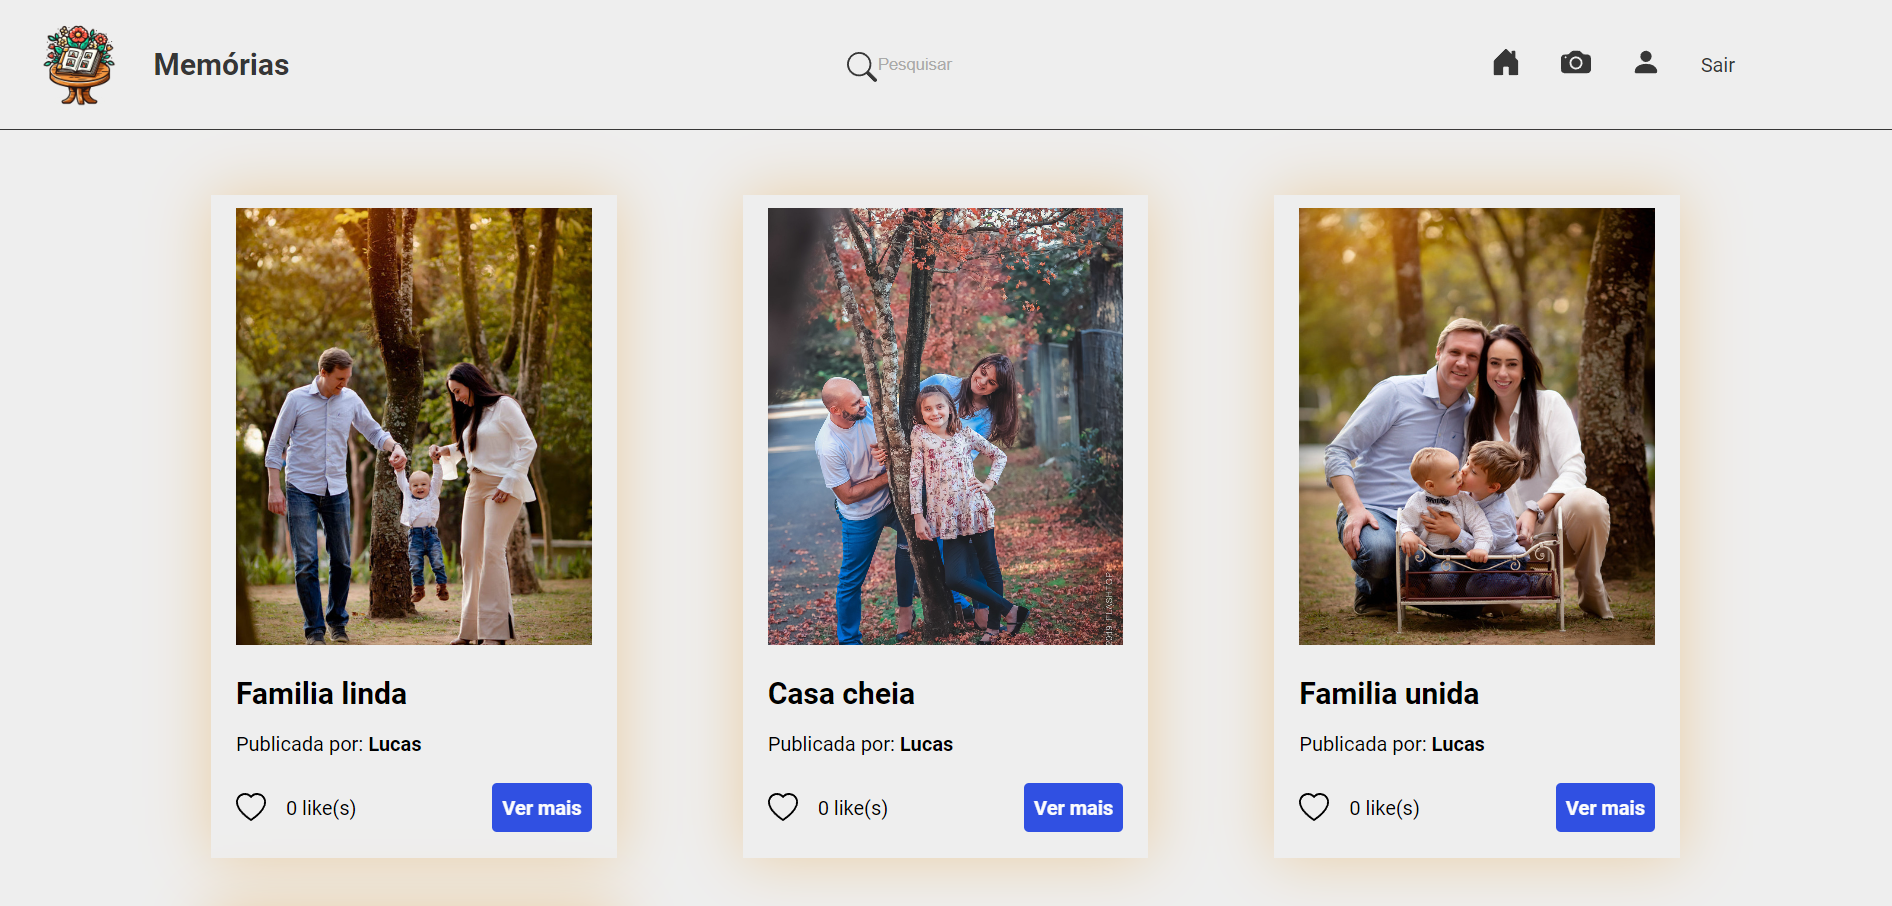 Memórias
Pesquisar
Sair
Familia linda
Publicada por: Lucas
0 like(s)
Ver mais
Casa cheia
Publicada por: Lucas
0 like(s)
Ver mais
Familia unida
Publicada por: Lucas
0 like(s)
Ver mais